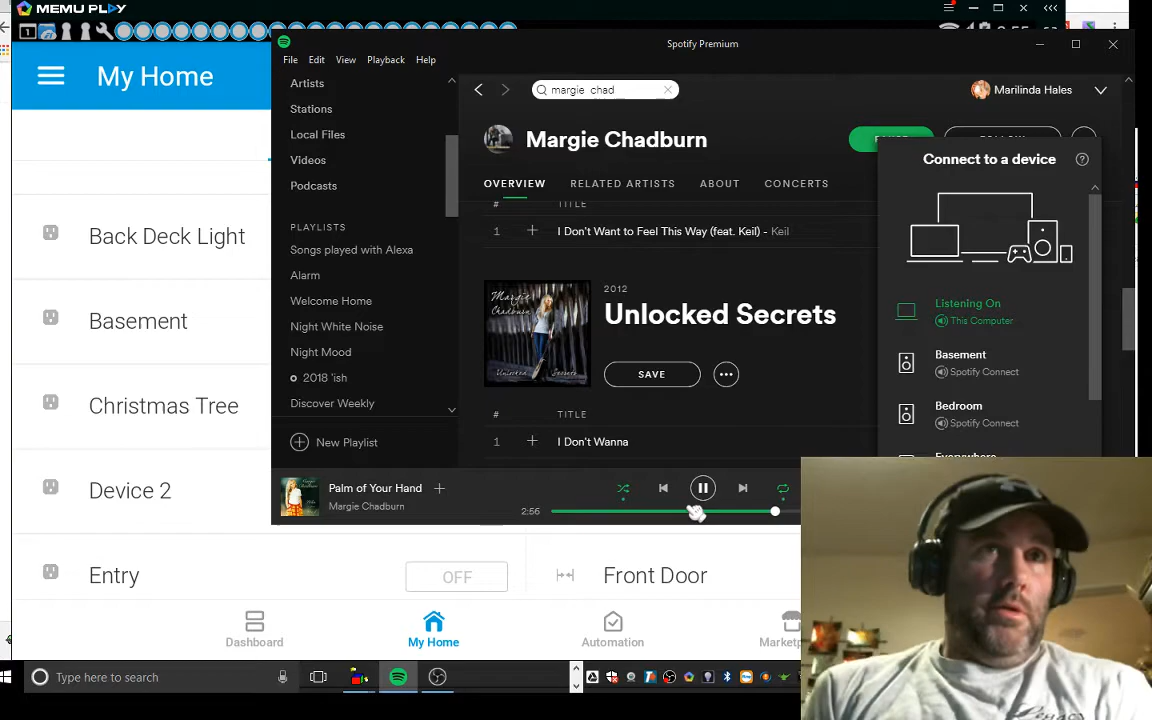 MEMU PLAY
My Home
Back Deck Light
Basement
Christmas Tree
Device 2
Entry
OFF
Front Door
Dashboard
My Home
Automation
Spotify Premium
File Edit View Playback Help
Artists
Stations
Local Files
Videos
Podcasts
PLAYLISTS
Songs played with Alexa
Alarm
Welcome Home
Night White Noise
Night Mood
2018 'ish
Discover Weekly
New Playlist
margie chad
Marilinda Hales
Margie Chadburn
OVERVIEW RELATED ARTISTS ABOUT CONCERTS
# TITLE
1 I Don't Want to Feel This Way (feat. Keil) - Keil
2012
Unlocked Secrets
Margie Chadburn
Unlocked Secrets
SAVE
# TITLE
1 I Don't Wanna
Connect to a device
Listening On
This Computer
Basement
Spotify Connect
Bedroom
Spotify Connect
Palm of Your Hand
Margie Chadburn
2:56
Type here to search